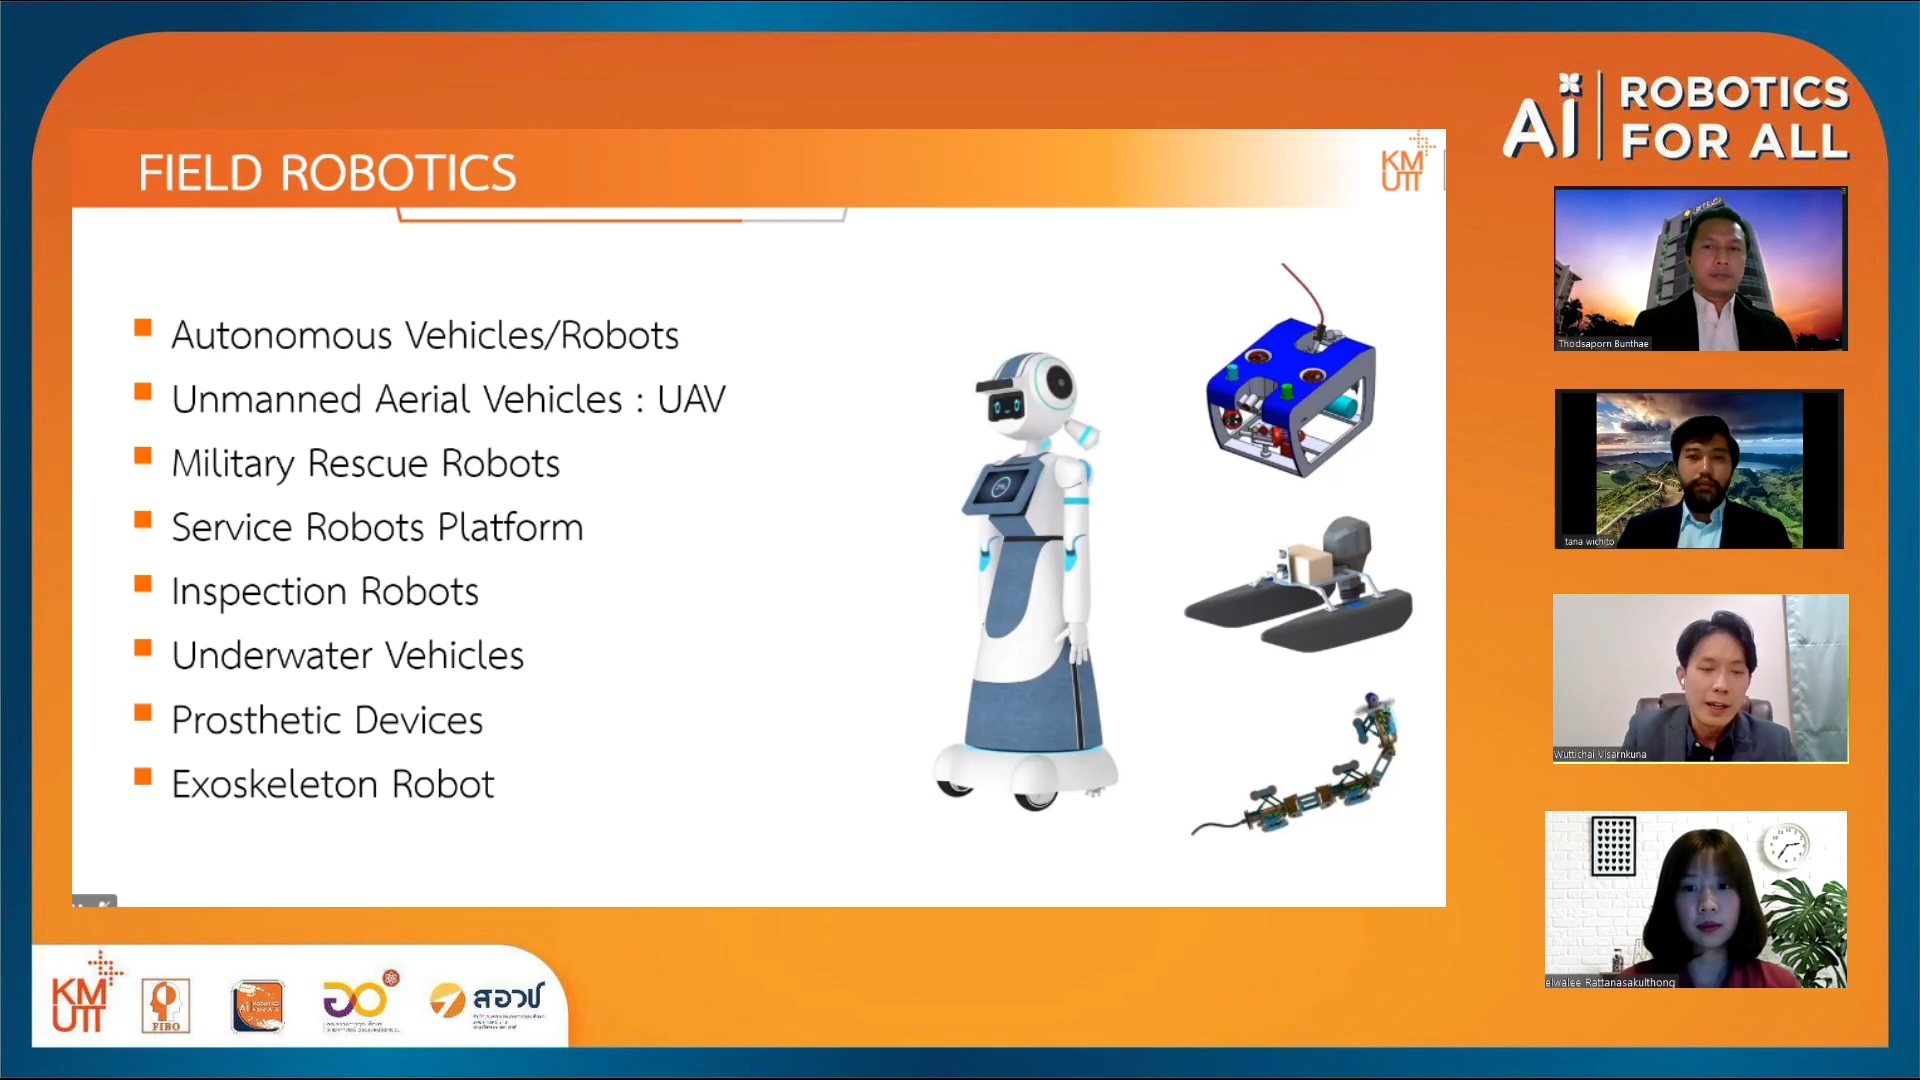 AI ROBOTICS
FOR ALL
FIELD ROBOTICS
KM
UTT
Autonomous Vehicles/Robots
Unmanned Aerial Vehicles : UAV
Military Rescue Robots
Service Robots Platform
Inspection Robots
Underwater Vehicles
Prosthetic Devices
Exoskeleton Robot
Thodsaporn Bunthae
tana wichito
Wuttichai Visarnkuna
elwalee Rattanasakulthong
KM
UTT
FIBO
สอวช